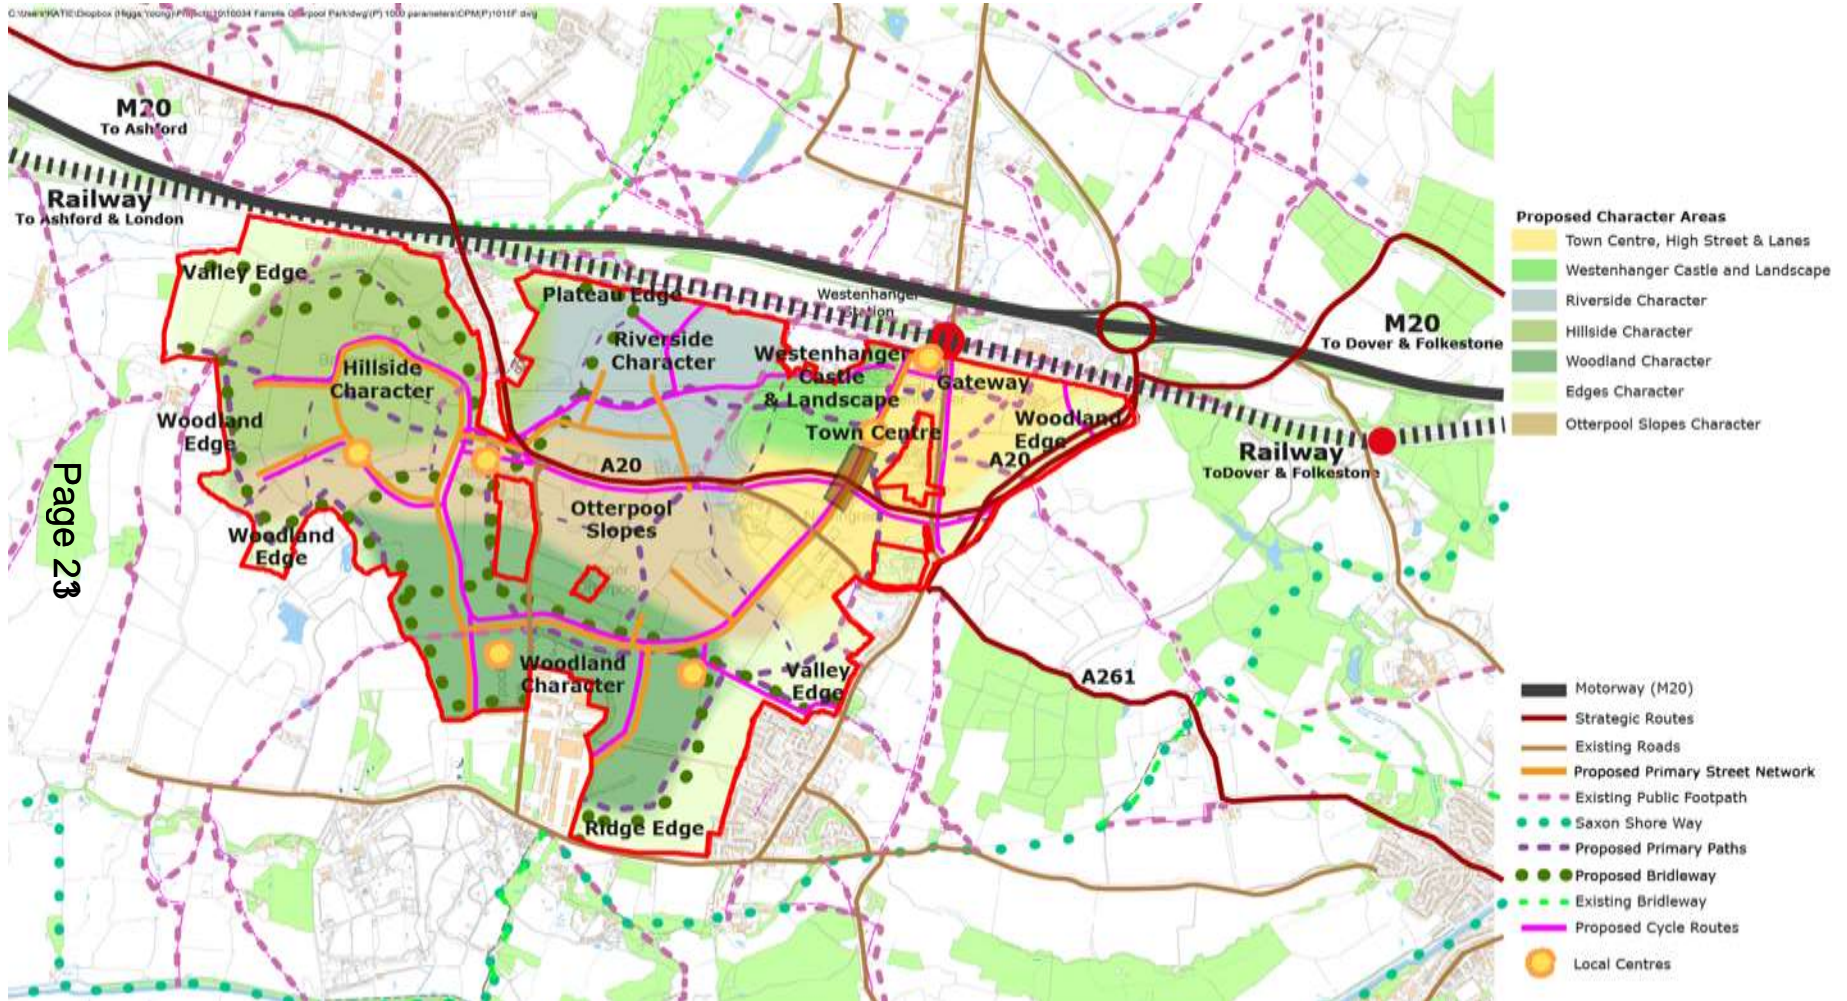 M20
To Ashford
Railway
To Ashford & London
Valley Edge
Plateau Edge
Westenhanger
Station
Riverside
Character
Westenhanger
Castle
& Landscape
Gateway
Hillside
Character
Woodland
Edge
Town Centre
Woodland
Edge
A20
A20
M20
To Dover & Folkestone
Railway
ToDover & Folkestone
Otterpool
Slopes
Woodland
Edge
Woodland
Character
Valley
Edge
A261
Ridge Edge
Page 23
Proposed Character Areas
Town Centre, High Street & Lanes
Westenhanger Castle and Landscape
Riverside Character
Hillside Character
Woodland Character
Edges Character
Otterpool Slopes Character
Motorway (M20)
Strategic Routes
Existing Roads
Proposed Primary Street Network
Existing Public Footpath
Saxon Shore Way
Proposed Primary Paths
Proposed Bridleway
Existing Bridleway
Proposed Cycle Routes
Local Centres